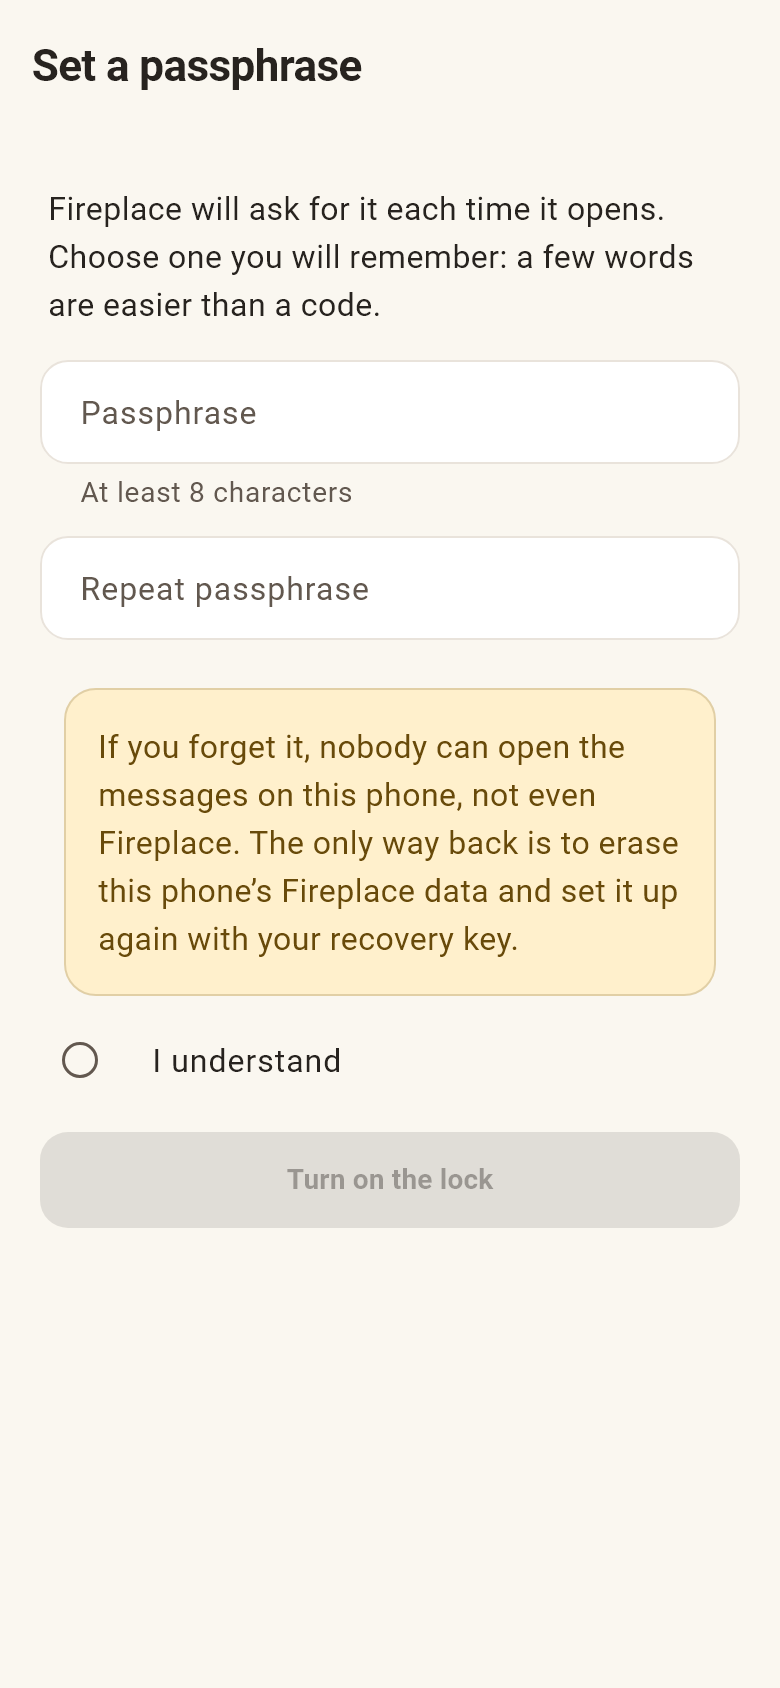 Set a passphrase
Fireplace will ask for it each time it opens.
Choose one you will remember: a few words
are easier than a code.
Passphrase
At least 8 characters
Repeat passphrase
If you forget it, nobody can open the
messages on this phone, not even
Fireplace. The only way back is to erase
this phone’s Fireplace data and set it up
again with your recovery key.
I understand
Turn on the lock